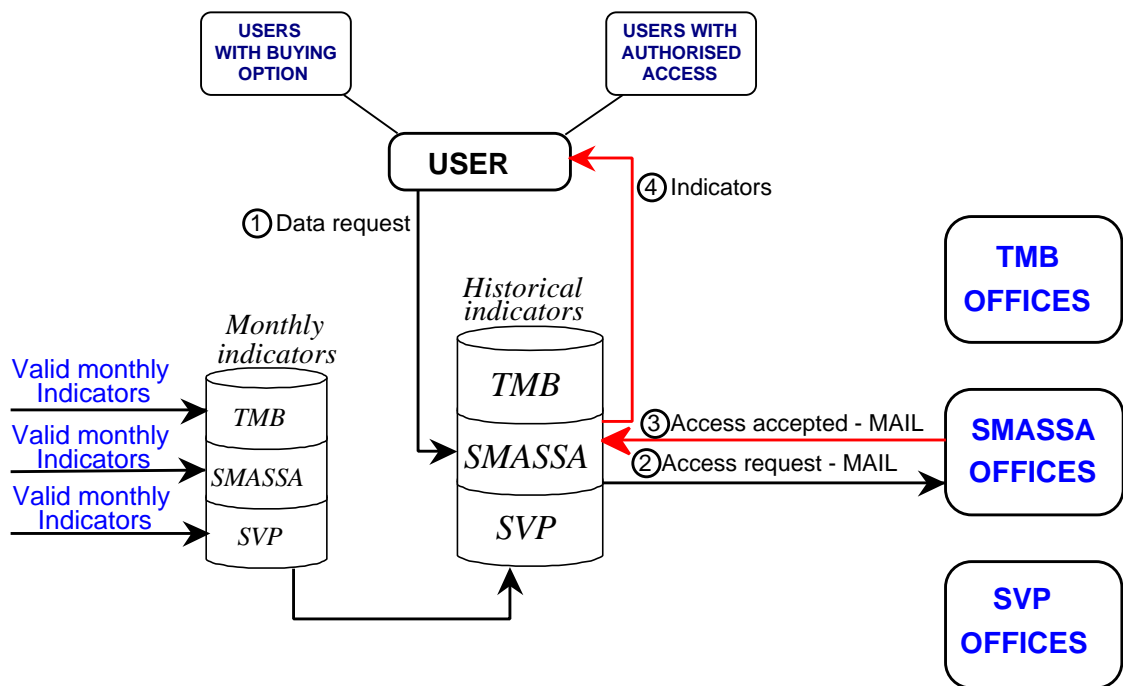 USERS
WITH BUYING
OPTION
USERS WITH
AUTHORISED
ACCESS
USER
4 Indicators
1 Data request
TMB
OFFICES
Historical
indicators
Monthly
indicators
Valid monthly
Indicators
TMB
TMB
3 Access accepted - MAIL
SMASSA
OFFICES
Valid monthly
Indicators
SMASSA
SMASSA
2 Access request - MAIL
Valid monthly
Indicators
SVP
SVP
SVP
OFFICES